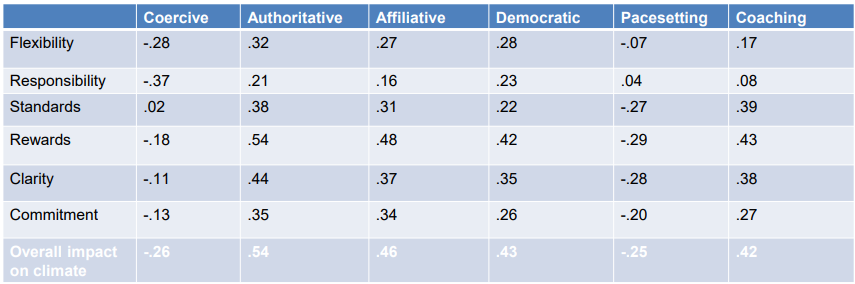 Coercive Authoritative Affiliative Democratic Pacesetting Coaching
Flexibility -.28 .32 .27 .28 -.07 .17
Responsibility -.37 .21 .16 .23 .04 .08
Standards .02 .38 .31 .22 -.27 .39
Rewards -.18 .54 .48 .42 -.29 .43
Clarity -.11 .44 .37 .35 -.28 .38
Commitment -.13 .35 .34 .26 -.20 .27
Overall impact -.26 .54 .46 .43 -.25 .42
on climate